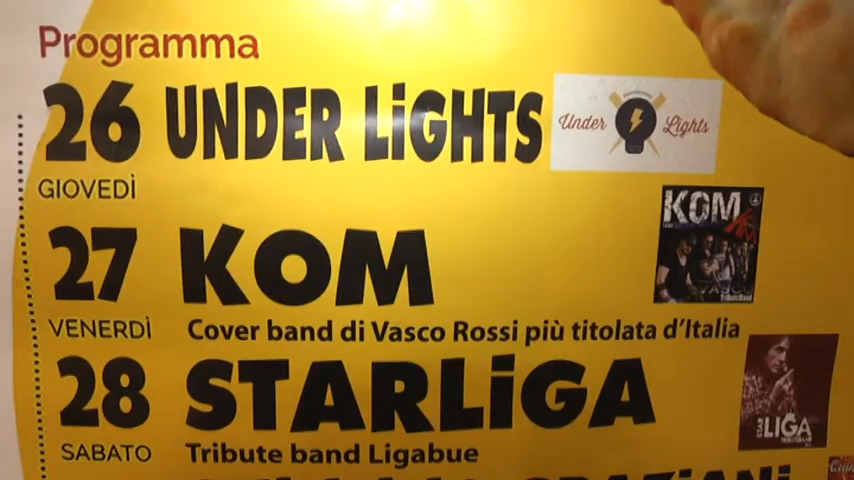 Programma
26 UNDER LiGHTS
Under Lights
GIOVEDÌ
27 KOM
KOM
VENERDÌ
Cover band di Vasco Rossi più titolata d'Italia
28 STARLiGA
LIGA
SABATO
Tribute band Ligabue